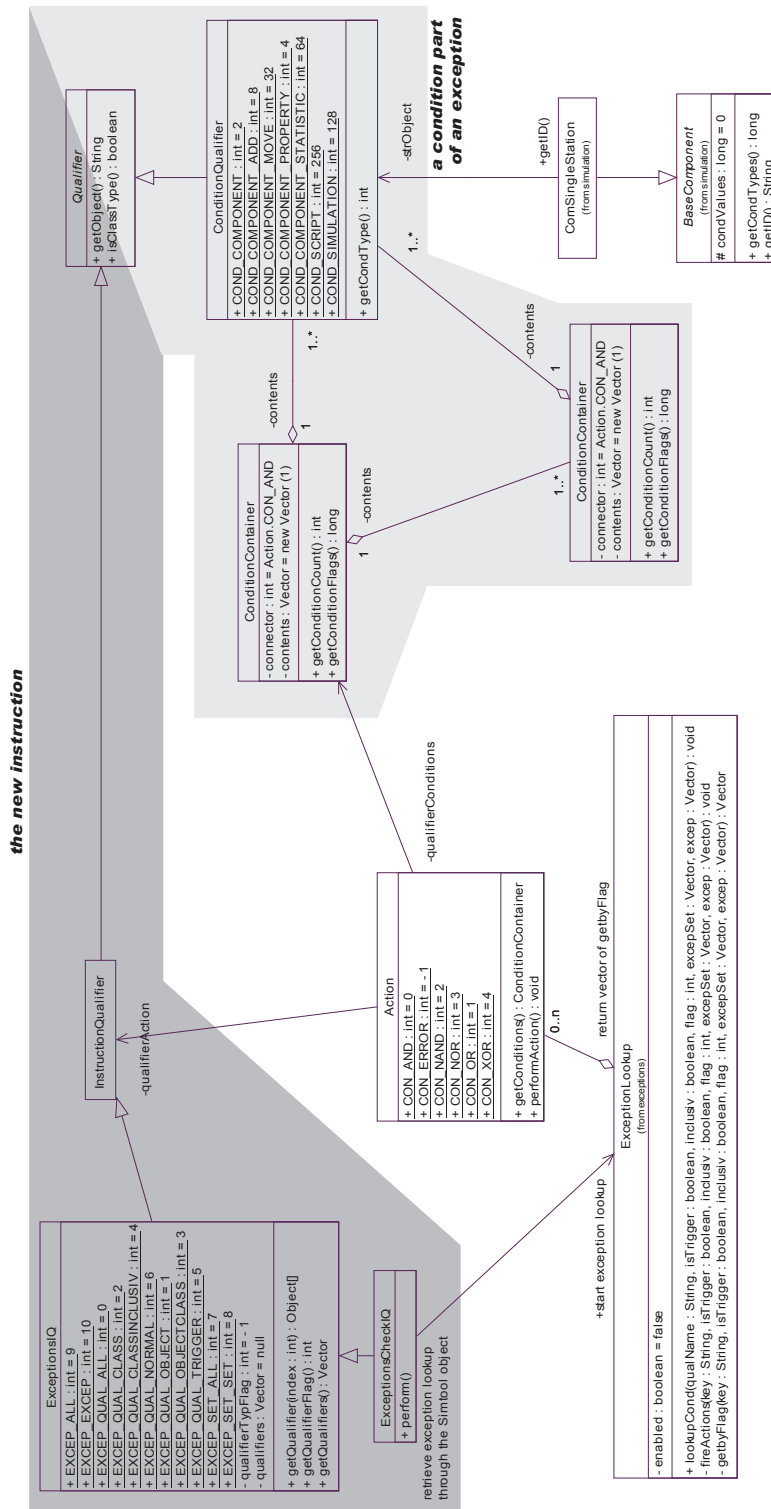 the new instruction
ExceptionsIQ
+ EXCEP_ALL : int = 9
+ EXCEP_EXCEP : int = 10
+ EXCEP_QUAL_ALL : int = 0
+ EXCEP_QUAL_CLASS : int = 2
+ EXCEP_QUAL_CLASSINCLUSIV : int = 4
+ EXCEP_QUAL_NORMAL : int = 6
+ EXCEP_QUAL_OBJECT : int = 1
+ EXCEP_QUAL_OBJECTCLASS : int = 3
+ EXCEP_QUAL_TRIGGER : int = 5
+ EXCEP_SET_ALL : int = 7
+ EXCEP_SET_SET : int = 8
- qualifierTypFlag : int = - 1
- qualifiers : Vector = null
+ getQualifier(index : int) : Object[]
+ getQualifierFlag() : int
+ getQualifiers() : Vector
InstructionQualifier
-qualifierAction
Qualifier
+ getObject() : String
+ isClassType() : boolean
ExceptionsCheckIQ
+ perform()
retrieve exception lookup
through the Simtool object
Action
+ CON_AND : int = 0
+ CON_ERROR : int = - 1
+ CON_NAND : int = 2
+ CON_NOR : int = 3
+ CON_OR : int = 1
+ CON_XOR : int = 4
+ getConditions() : ConditionContainer
+ performAction() : void
0..n
-qualifierConditions
ConditionContainer
- connector : int = Action.CON_AND
- contents : Vector = new Vector (1)
+ getConditionCount() : int
+ getConditionFlags() : long
-contents
1
1..*
ConditionQualifier
+ COND_COMPONENT : int = 2
+ COND_COMPONENT_ADD : int = 8
+ COND_COMPONENT_MOVE : int = 32
+ COND_COMPONENT_PROPERTY : int = 4
+ COND_COMPONENT_STATISTIC : int = 64
+ COND_SCRIPT : int = 256
+ COND_SIMULATION : int = 128
+ getCondType() : int
-contents
1
1..*
-contents
1
1..*
ConditionContainer
- connector : int = Action.CON_AND
- contents : Vector = new Vector (1)
+ getConditionCount() : int
+ getConditionFlags() : long
-strObject
a condition part
of an exception
+getID()
ComSingleStation
(from simulation)
BaseComponent
(from simulation)
# condValues : long = 0
+ getCondTypes() : long
+ getID() : String
+start exception lookup
return vector of getbyFlag
ExceptionLookup
(from exceptions)
- enabled : boolean = false
+ lookupCond(qualName : String, isTrigger : boolean, inclusiv : boolean, flag : int, excepSet : Vector, excep : Vector) : void
- fireActions(key : String, isTrigger : boolean, inclusiv : boolean, flag : int, excepSet : Vector, excep : Vector) : void
- getbyFlag(key : String, isTrigger : boolean, inclusiv : boolean, flag : int, excepSet : Vector, excep : Vector) : Vector